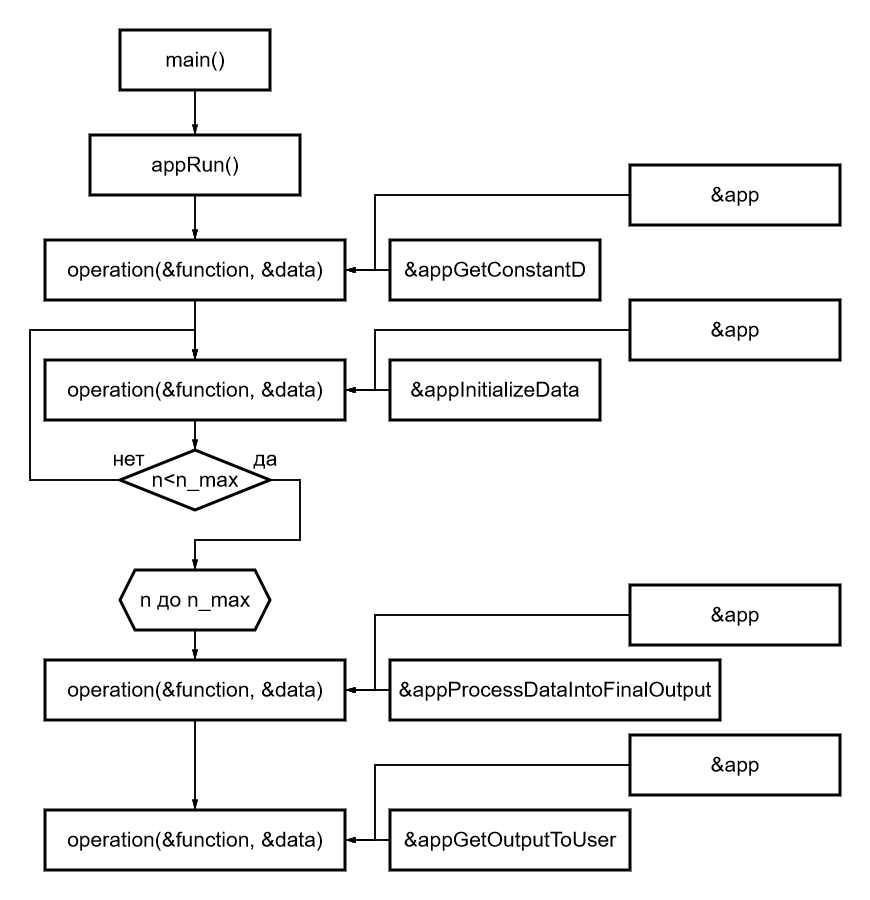 main()
appRun()
&app
operation(&function, &data)
&appGetConstantD
&app
operation(&function, &data)
&appInitializeData
нет
да
n<n_max
n до n_max
&app
operation(&function, &data)
&appProcessDataIntoFinalOutput
&app
operation(&function, &data)
&appGetOutputToUser